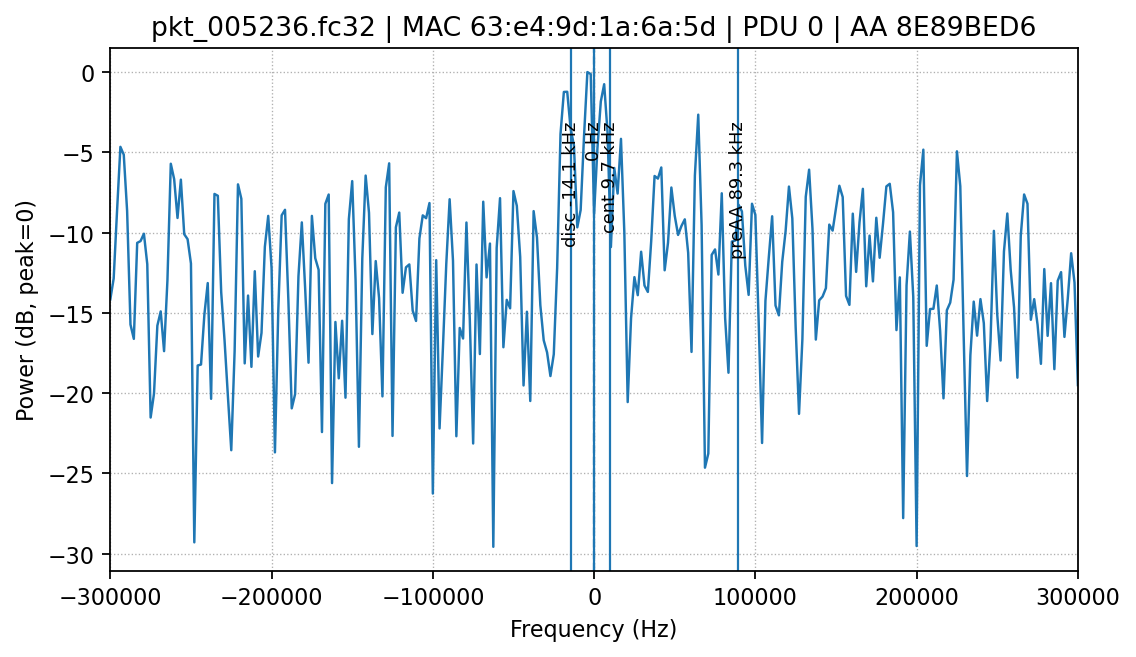 pkt_005236.fc32 | MAC 63:e4:9d:1a:6a:5d | PDU 0 | AA 8E89BED6
Power (dB, peak=0)
0
−5
−10
−15
−20
−25
−30
disc -14.1 kHz
0 Hz
cent 9.7 kHz
preAA 89.3 kHz
−300000
−200000
−100000
0
100000
200000
300000
Frequency (Hz)